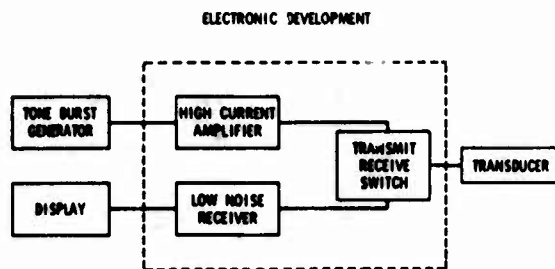 ELECTRONIC DEVELOPMENT
TONE BURST
GENERATOR
HIGH CURRENT
AMPLIFIER
TRANSMIT
RECEIVE
SWITCH
TRANSDUCER
DISPLAY
LOW NOISE
RECEIVER